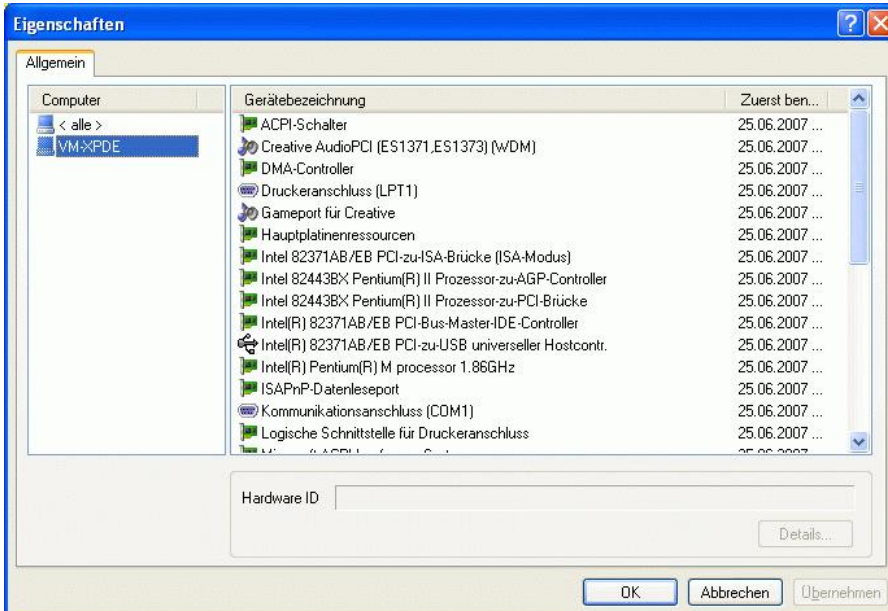 Eigenschaften
Allgemein
Computer
< alle >
VM-XPDE
Gerätebezeichnung Zuerst ben...
ACPI-Schalter 25.06.2007 ...
Creative AudioPCI (ES1371,ES1373) (WDM) 25.06.2007 ...
DMA-Controller 25.06.2007 ...
Druckeranschluss (LPT1) 25.06.2007 ...
Gameport für Creative 25.06.2007 ...
Hauptplatinenressourcen 25.06.2007 ...
Intel 82371AB/EB PCI-zu-ISA-Brücke (ISA-Modus) 25.06.2007 ...
Intel 82443BX Pentium(R) II Prozessor-zu-AGP-Controller 25.06.2007 ...
Intel 82443BX Pentium(R) II Prozessor-zu-PCI-Brücke 25.06.2007 ...
Intel(R) 82371AB/EB PCI-Bus-Master-IDE-Controller 25.06.2007 ...
Intel(R) 82371AB/EB PCI-zu-USB universeller Hostcontr. 25.06.2007 ...
Intel(R) Pentium(R) M processor 1.86GHz 25.06.2007 ...
ISAPnP-Datenleseport 25.06.2007 ...
Kommunikationsanschluss (COM1) 25.06.2007 ...
Logische Schnittstelle für Druckeranschluss 25.06.2007 ...
Hardware ID
Details...
OK Abbrechen Übernehmen